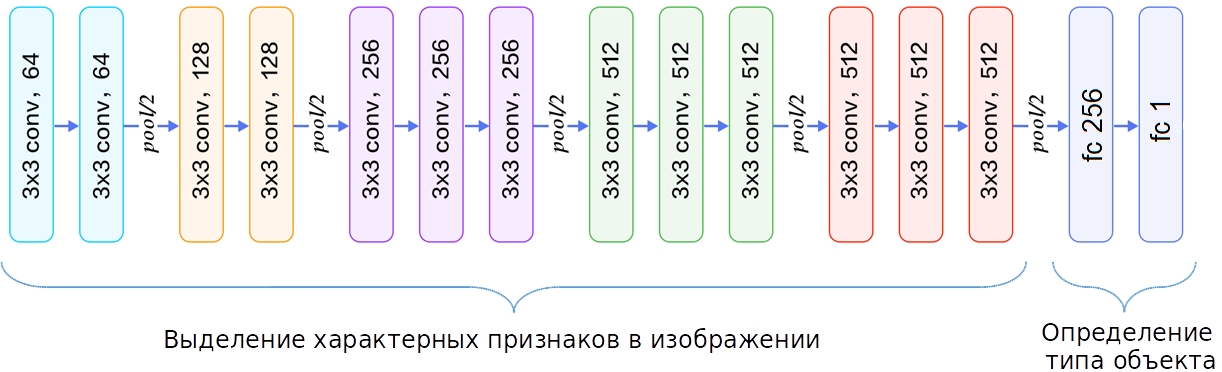 3x3 conv, 64
3x3 conv, 64
pool/2
3x3 conv, 128
3x3 conv, 128
pool/2
3x3 conv, 256
3x3 conv, 256
3x3 conv, 256
pool/2
3x3 conv, 512
3x3 conv, 512
3x3 conv, 512
pool/2
3x3 conv, 512
3x3 conv, 512
3x3 conv, 512
pool/2
fc 256
fc 1
Выделение характерных признаков в изображении
Определение
типа объекта